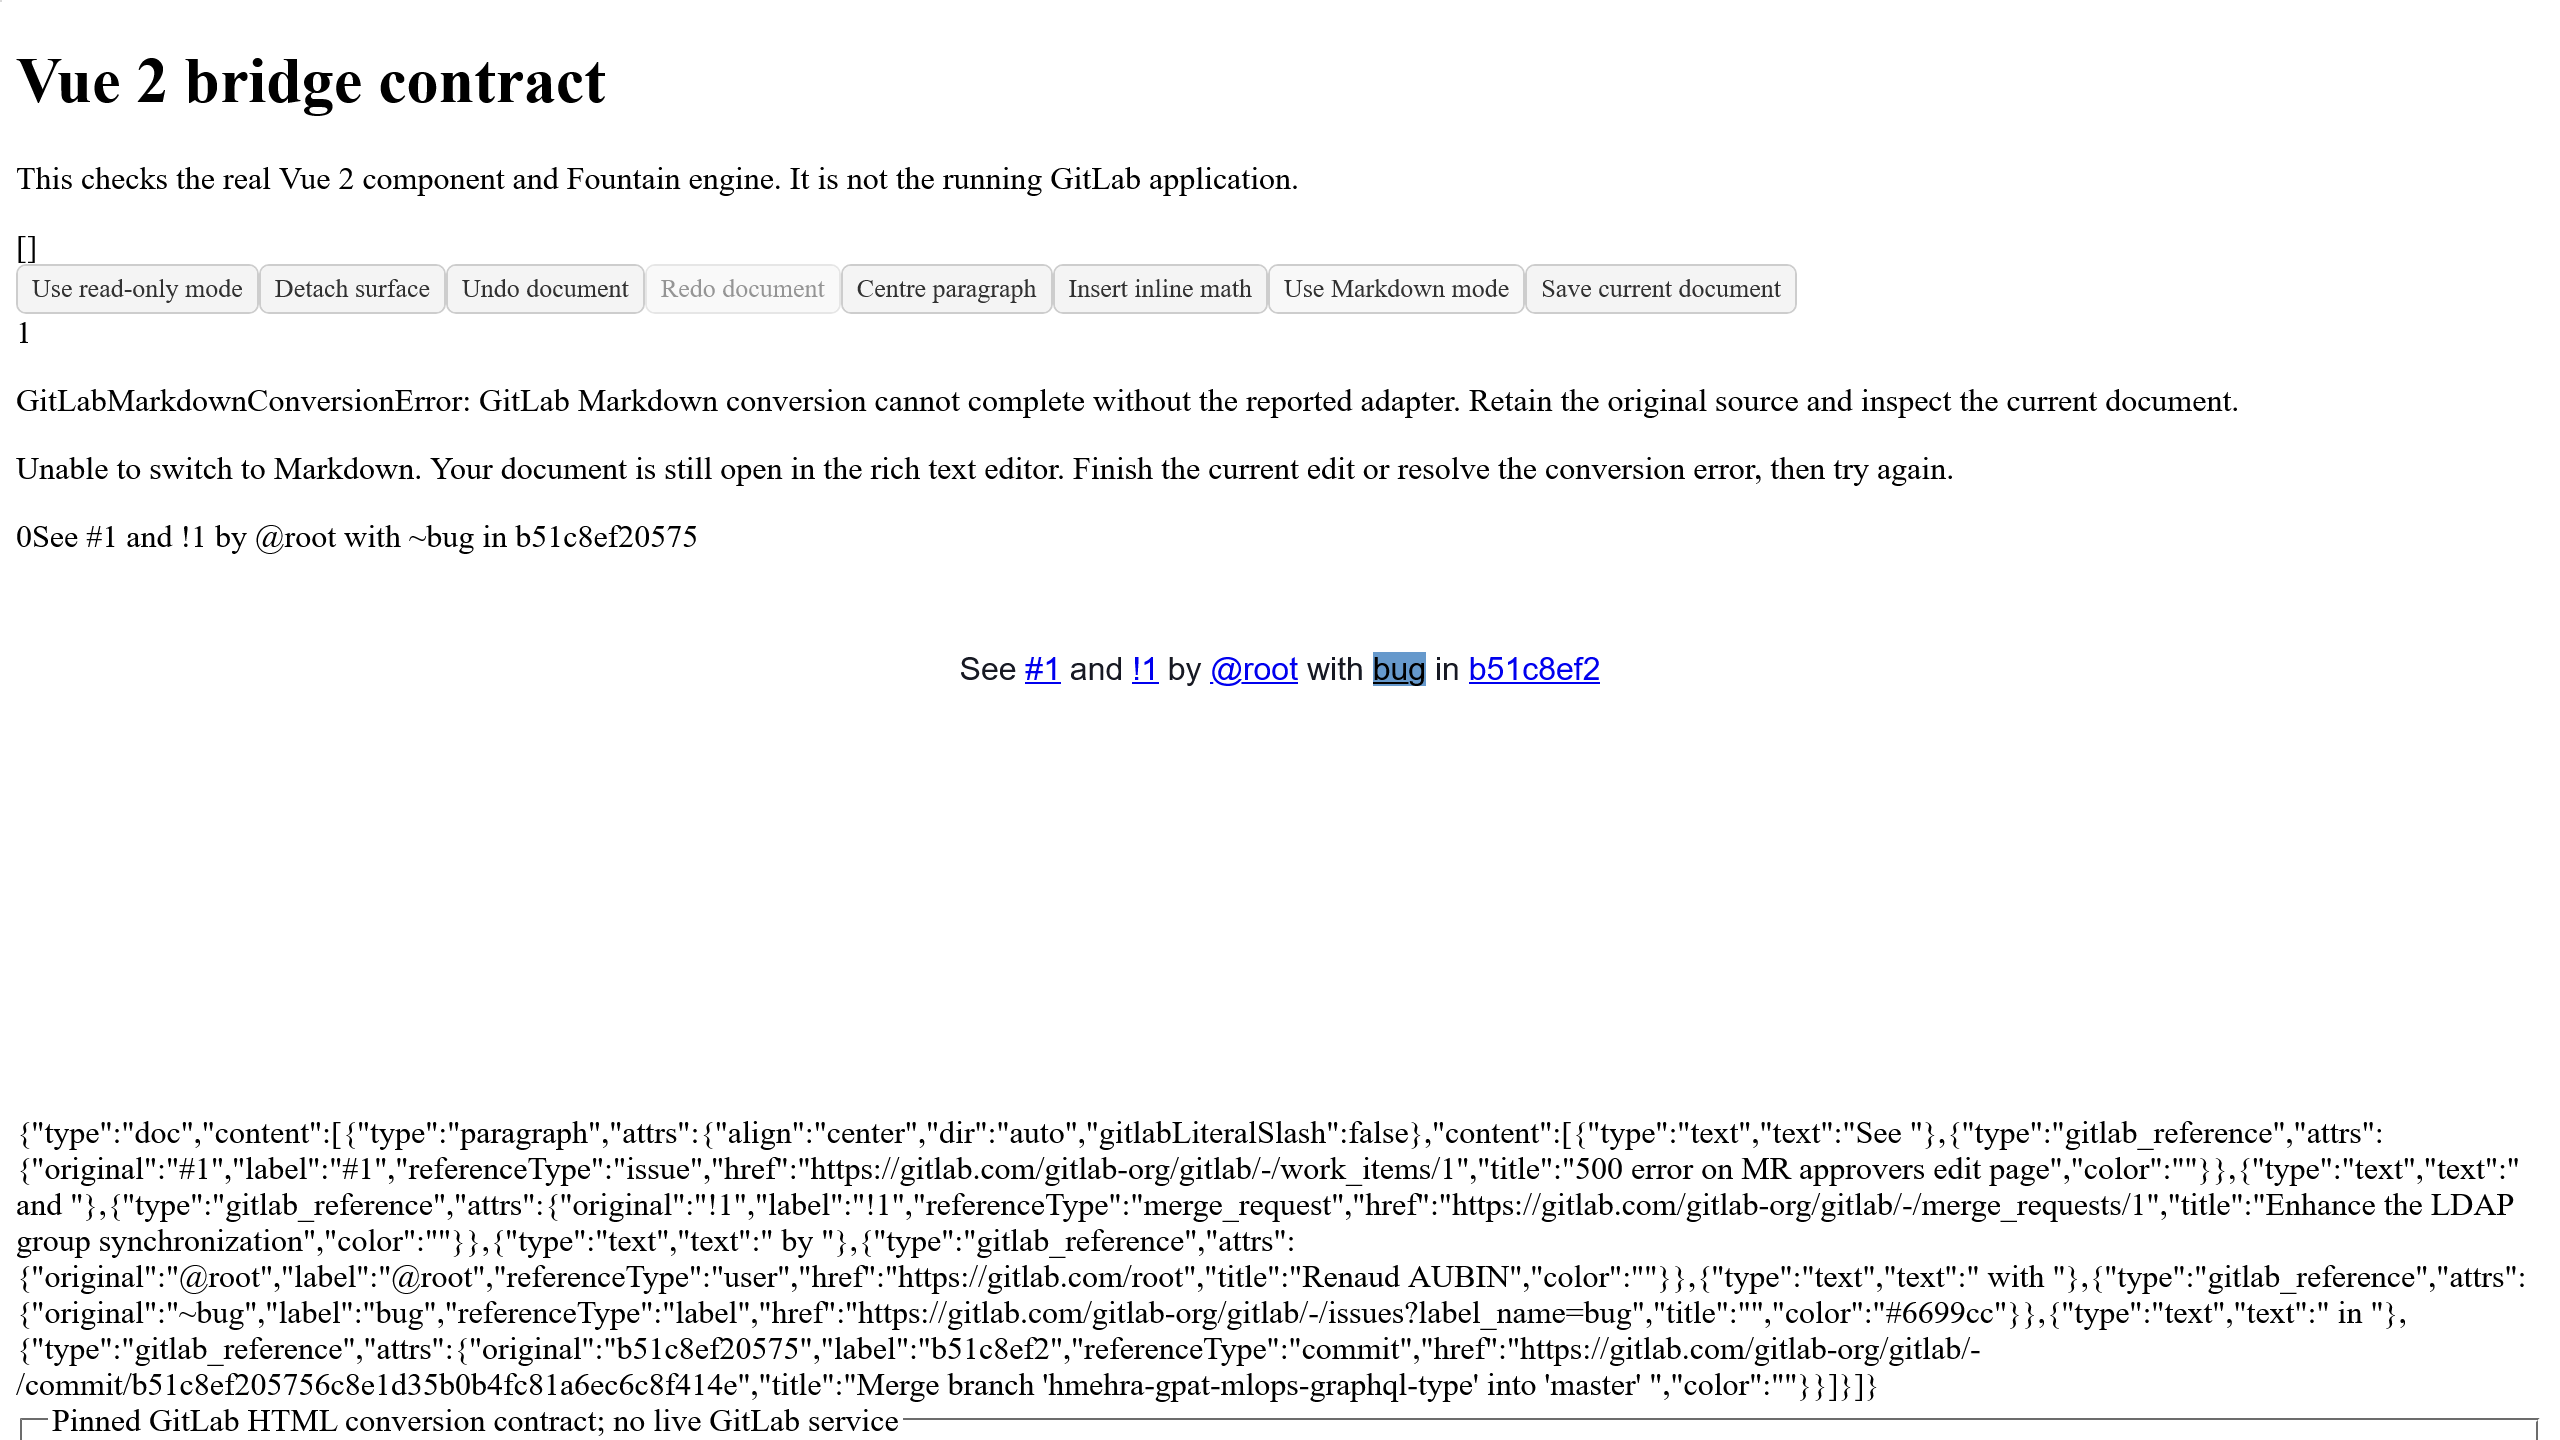 Vue 2 bridge contract
This checks the real Vue 2 component and Fountain engine. It is not the running GitLab application.
[]
Use read-only mode Detach surface Undo document Redo document Centre paragraph Insert inline math Use Markdown mode Save current document
1
GitLabMarkdownConversionError: GitLab Markdown conversion cannot complete without the reported adapter. Retain the original source and inspect the current document.
Unable to switch to Markdown. Your document is still open in the rich text editor. Finish the current edit or resolve the conversion error, then try again.
0See #1 and !1 by @root with ~bug in b51c8ef20575
See #1 and !1 by @root with bug in b51c8ef2
{"type":"doc","content":[{"type":"paragraph","attrs":{"align":"center","dir":"auto","gitlabLiteralSlash":false},"content":[{"type":"text","text":"See "},{"type":"gitlab_reference","attrs":
{"original":"#1","label":"#1","referenceType":"issue","href":"https://gitlab.com/gitlab-org/gitlab/-/work_items/1","title":"500 error on MR approvers edit page","color":""}},{"type":"text","text":"
and "},{"type":"gitlab_reference","attrs":{"original":"!1","label":"!1","referenceType":"merge_request","href":"https://gitlab.com/gitlab-org/gitlab/-/merge_requests/1","title":"Enhance the LDAP
group synchronization","color":""}},{"type":"text","text":" by "},{"type":"gitlab_reference","attrs":
{"original":"@root","label":"@root","referenceType":"user","href":"https://gitlab.com/root","title":"Renaud AUBIN","color":""}},{"type":"text","text":" with "},{"type":"gitlab_reference","attrs":
{"original":"~bug","label":"bug","referenceType":"label","href":"https://gitlab.com/gitlab-org/gitlab/-/issues?label_name=bug","title":"","color":"#6699cc"}},{"type":"text","text":" in "},
{"type":"gitlab_reference","attrs":{"original":"b51c8ef20575","label":"b51c8ef2","referenceType":"commit","href":"https://gitlab.com/gitlab-org/gitlab/-
/commit/b51c8ef205756c8e1d35b0b4fc81a6ec6c8f414e","title":"Merge branch 'hmehra-gpat-mlops-graphql-type' into 'master' ","color":""}}]}]}
Pinned GitLab HTML conversion contract; no live GitLab service